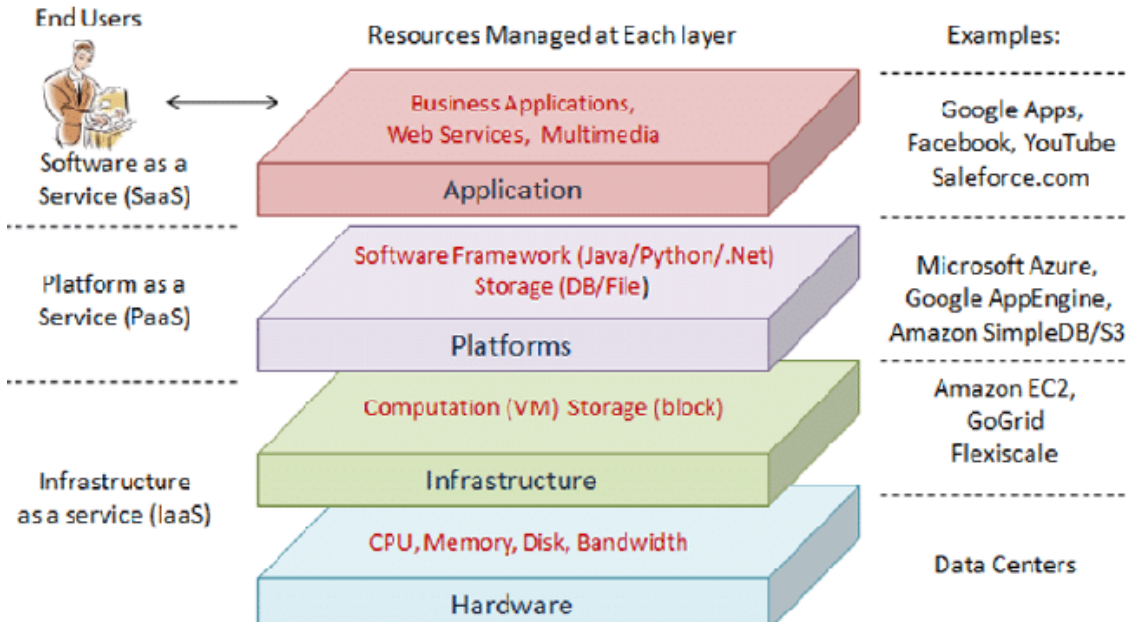 End Users
Resources Managed at Each layer
Examples:
Business Applications,
Web Services, Multimedia
Application
Software as a
Service (SaaS)
Google Apps,
Facebook, YouTube
Saleforce.com
Platform as a
Service (PaaS)
Software Framework (Java/Python/.Net)
Storage (DB/File)
Platforms
Microsoft Azure,
Google AppEngine,
Amazon SimpleDB/S3
Infrastructure
as a service (IaaS)
Computation (VM) Storage (block)
Infrastructure
Amazon EC2,
GoGrid
Flexiscale
CPU, Memory, Disk, Bandwidth
Hardware
Data Centers